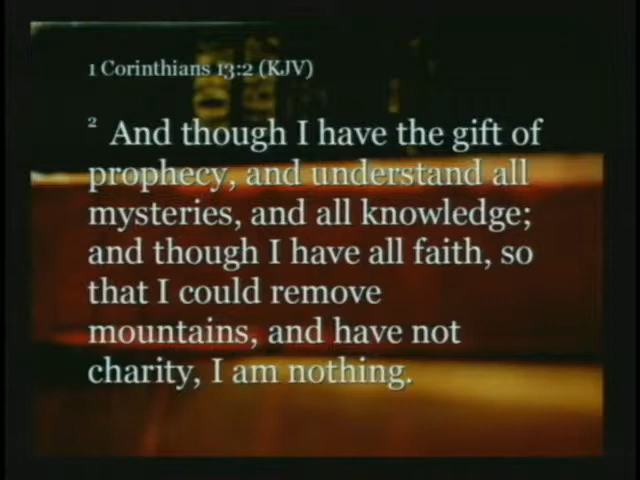 1 Corinthians 13:2 (KJV)
2 And though I have the gift of
prophecy, and understand all
mysteries, and all knowledge;
and though I have all faith, so
that I could remove
mountains, and have not
charity, I am nothing.